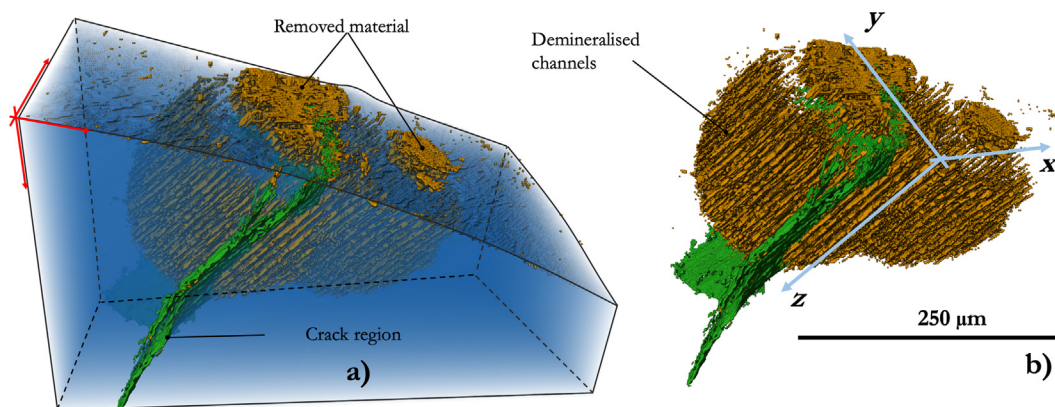 Removed material
Demineralised
channels
y
x
z
Crack region
a)
250 μm
b)